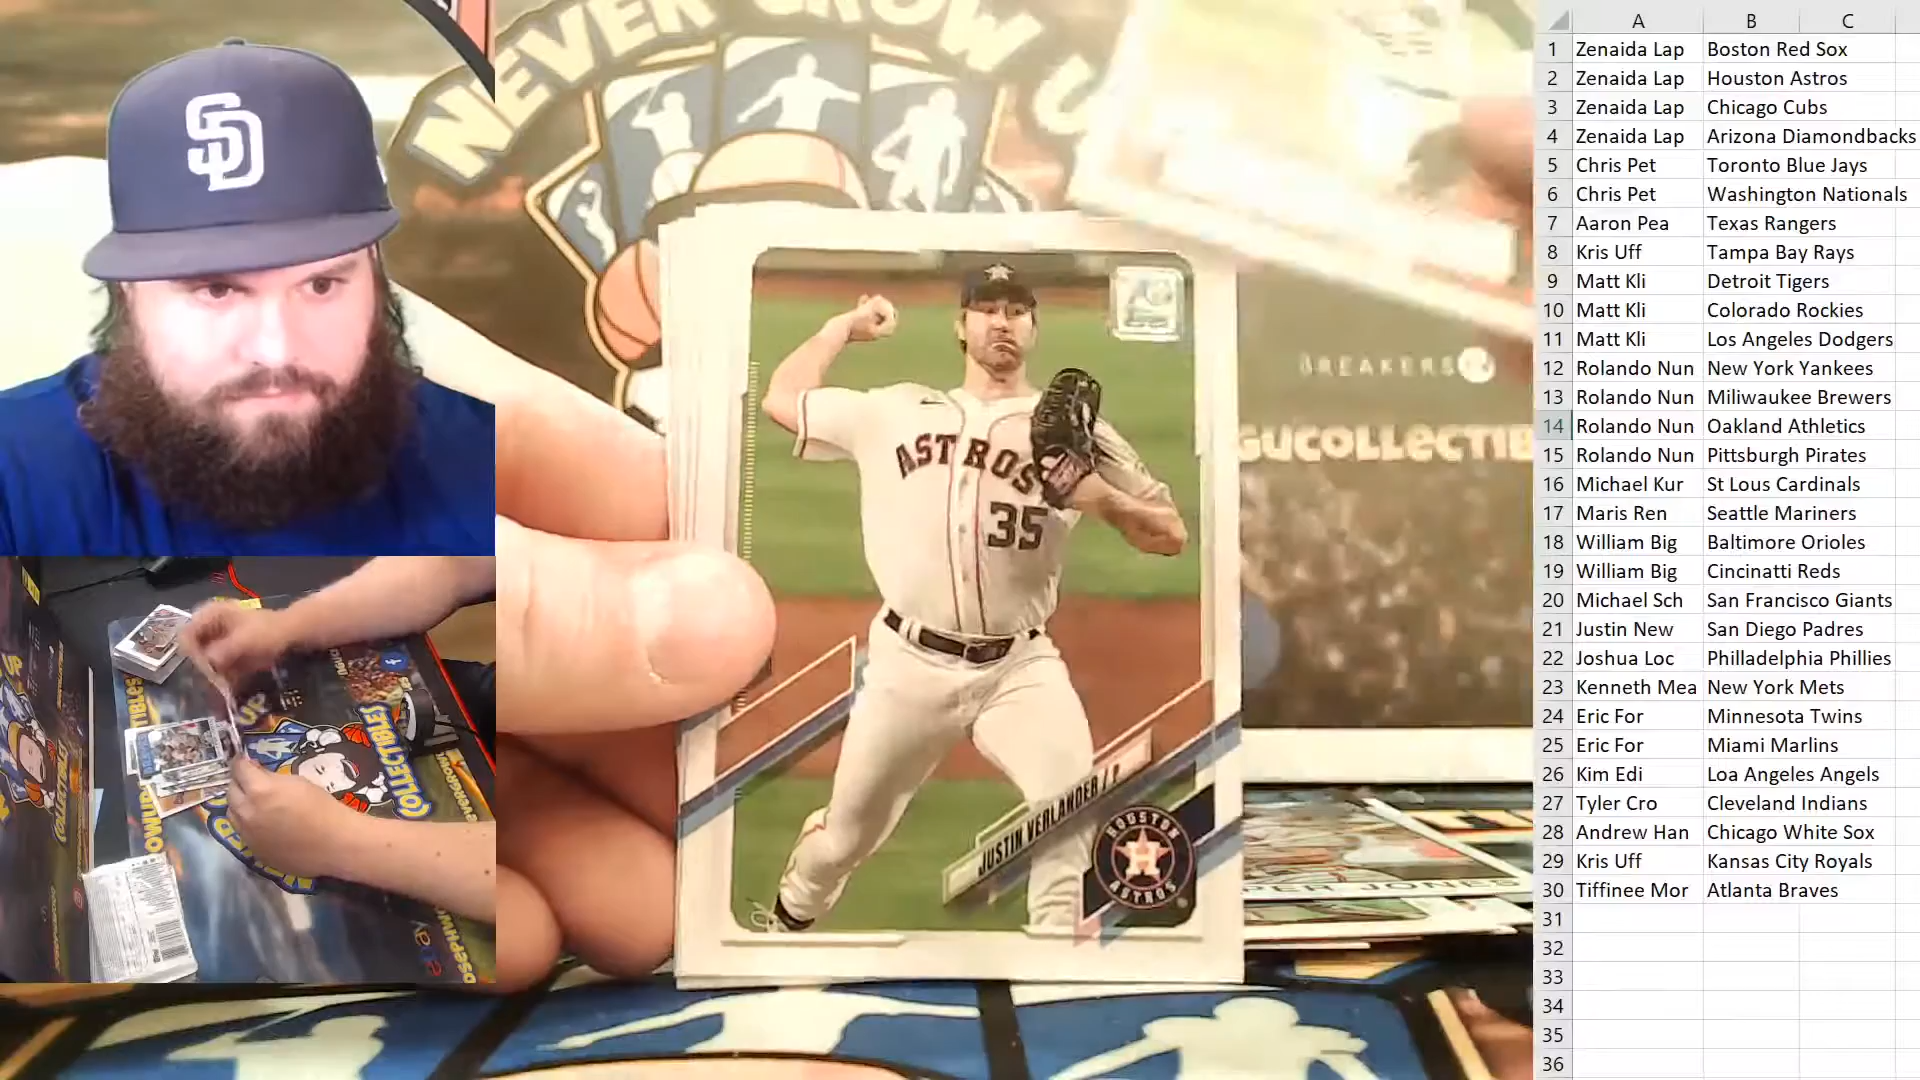 SD
NEVER GROW U
BREAKERS
GUCOLLECTIB
ASTROS
35
JUSTIN VERLANDER / P
HOUSTON
H
ASTROS
PER JONES
COLLECTIBLES
UP
A B C
1 Zenaida Lap Boston Red Sox
2 Zenaida Lap Houston Astros
3 Zenaida Lap Chicago Cubs
4 Zenaida Lap Arizona Diamondbacks
5 Chris Pet Toronto Blue Jays
6 Chris Pet Washington Nationals
7 Aaron Pea Texas Rangers
8 Kris Uff Tampa Bay Rays
9 Matt Kli Detroit Tigers
10 Matt Kli Colorado Rockies
11 Matt Kli Los Angeles Dodgers
12 Rolando Nun New York Yankees
13 Rolando Nun Miliwaukee Brewers
14 Rolando Nun Oakland Athletics
15 Rolando Nun Pittsburgh Pirates
16 Michael Kur St Lous Cardinals
17 Maris Ren Seattle Mariners
18 William Big Baltimore Orioles
19 William Big Cincinatti Reds
20 Michael Sch San Francisco Giants
21 Justin New San Diego Padres
22 Joshua Loc Philladelphia Phillies
23 Kenneth Mea New York Mets
24 Eric For Minnesota Twins
25 Eric For Miami Marlins
26 Kim Edi Loa Angeles Angels
27 Tyler Cro Cleveland Indians
28 Andrew Han Chicago White Sox
29 Kris Uff Kansas City Royals
30 Tiffinee Mor Atlanta Braves
31
32
33
34
35
36